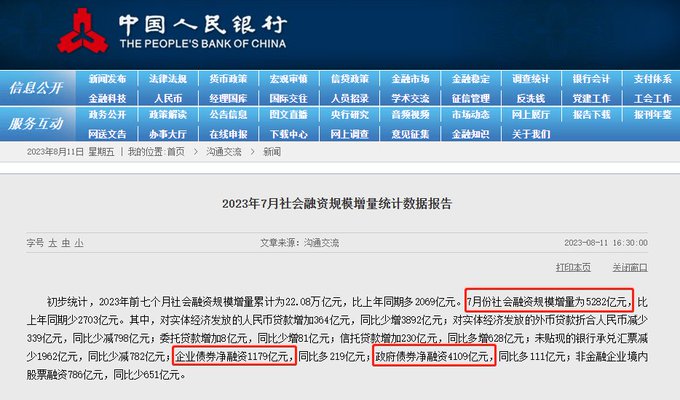 中国人民银行
THE PEOPLE'S BANK OF CHINA
信息公开
新闻发布 法律法规 货币政策 宏观审慎 信贷政策 金融市场 金融稳定 调查统计 银行会计 支付体系
金融科技 人民币 经理国库 国际交往 人员招录 学术交流 征信管理 反洗钱 党建工作 工会工作
服务互动
政务公开 政策解读 公告信息 图文直播 央行研究 音频视频 市场动态 网上展厅 报告下载 报刊年鉴
网送文告 办事大厅 在线申报 下载中心 网上调查 意见征集 金融知识 关于我们
2023年8月11日 星期五 | 我的位置:首页 > 沟通交流 > 新闻
2023年7月社会融资规模增量统计数据报告
字号 大 中 小 文章来源：沟通交流 2023-08-11 16:30:00
打印本页 关闭窗口
初步统计，2023年前七个月社会融资规模增量累计为22.08万亿元，比上年同期多2069亿元。7月份社会融资规模增量为5282亿元，比
上年同期少2703亿元。其中，对实体经济发放的人民币贷款增加364亿元，同比少增3892亿元；对实体经济发放的外币贷款折合人民币减少
339亿元，同比少减798亿元；委托贷款增加8亿元，同比少增81亿元；信托贷款增加230亿元，同比多增628亿元；未贴现的银行承兑汇票减
少1962亿元，同比少减782亿元；企业债券净融资1179亿元，同比多219亿元；政府债券净融资4109亿元，同比多111亿元；非金融企业境内
股票融资786亿元，同比少651亿元。